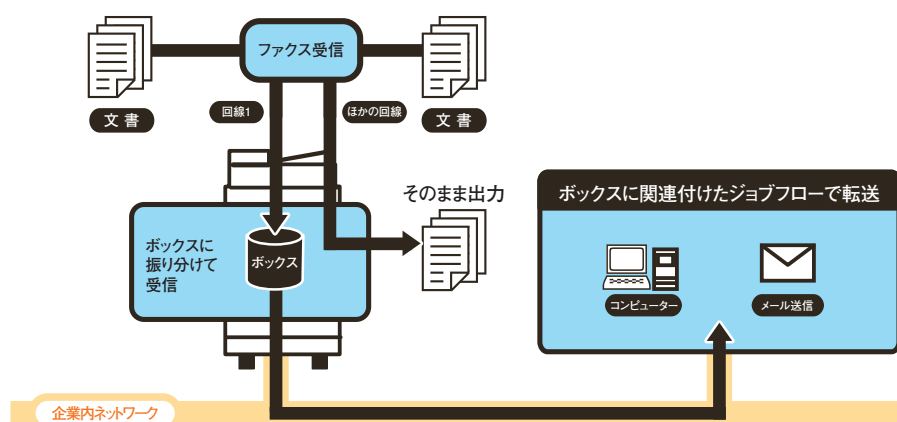 ファクス受信
文書
回線1
ほかの回線
文書
そのまま出力
ボックスに関連付けたジョブフローで転送
ボックスに
振り分けて
受信
ボックス
コンピューター
メール送信
企業内ネットワーク